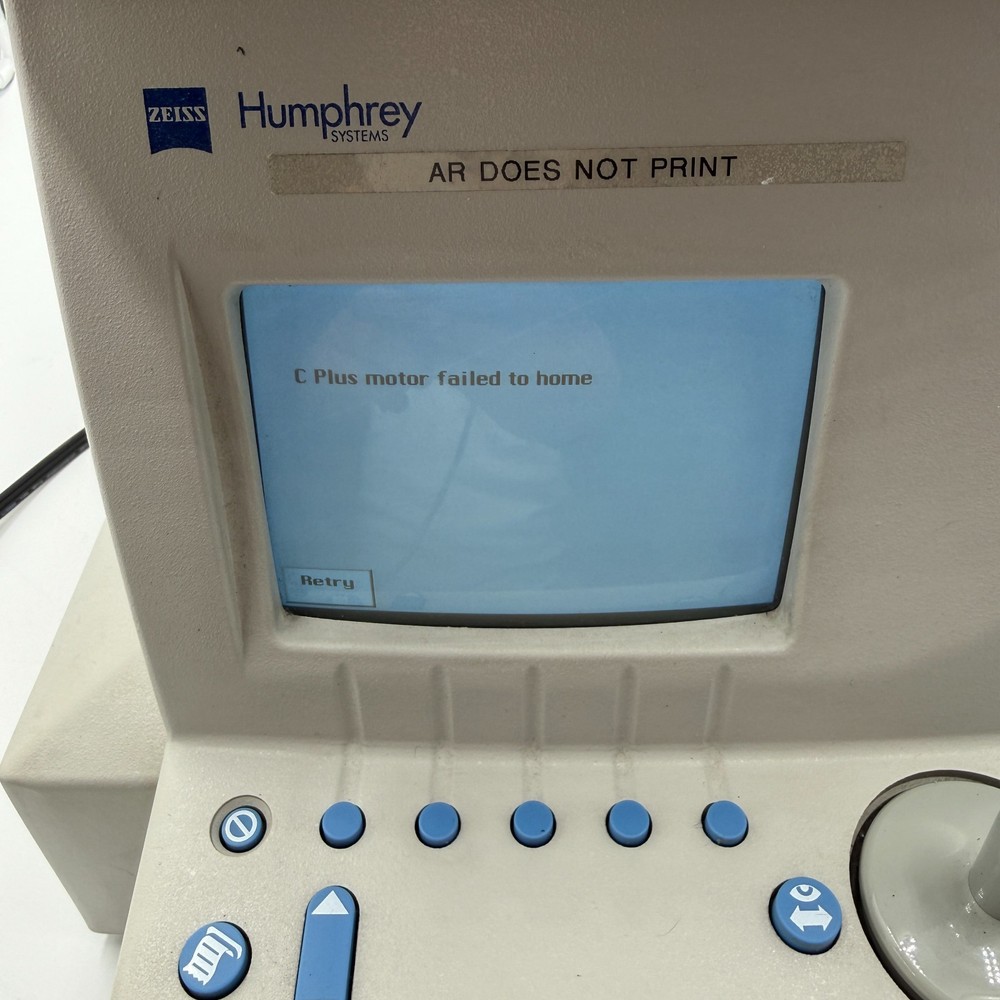 ZEISS
Humphrey
SYSTEMS
AR DOES NOT PRINT
C Plus motor failed to home
Retry